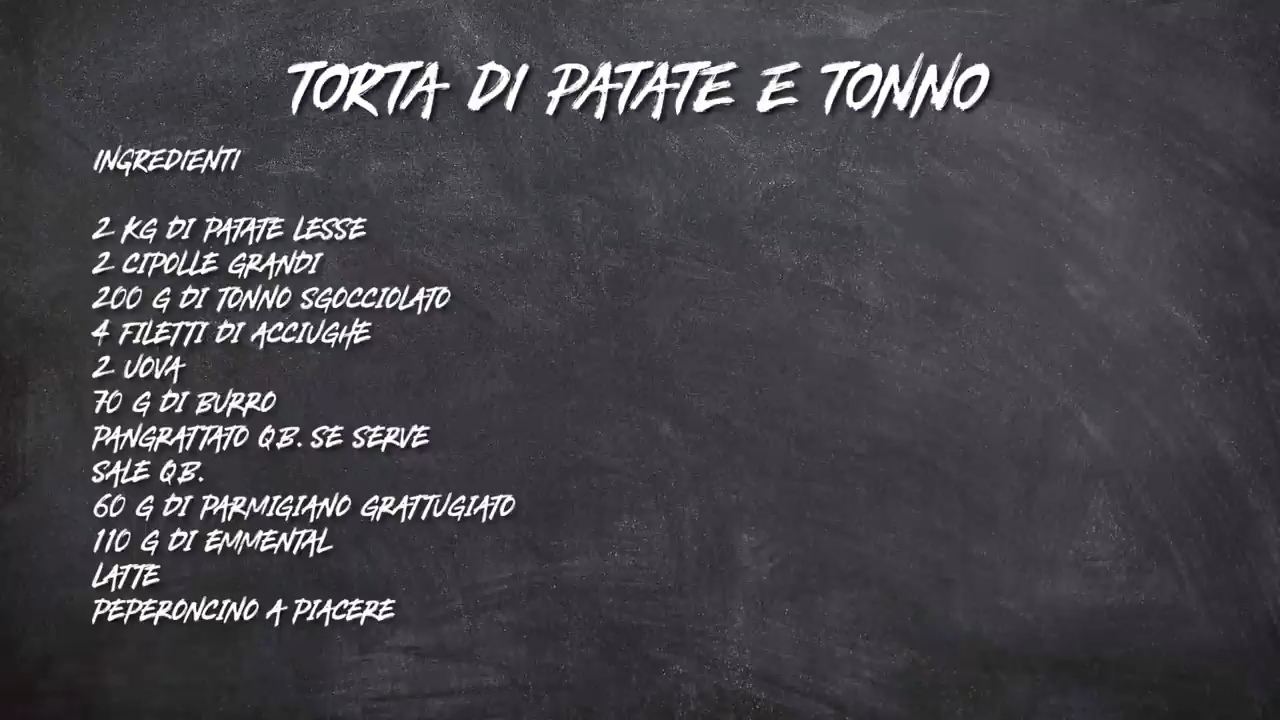 TORTA DI PATATE E TONNO
INGREDIENTI
2 KG DI PATATE LESSE
2 CIPOLLE GRANDI
200 G DI TONNO SGOCCIOLATO
4 FILETTI DI ACCIUGHE
2 UOVA
70 G DI BURRO
PANGRATTATO Q.B. SE SERVE
SALE Q.B.
60 G DI PARMIGIANO GRATTUGIATO
110 G DI EMMENTAL
LATTE
PEPERONCINO A PIACERE